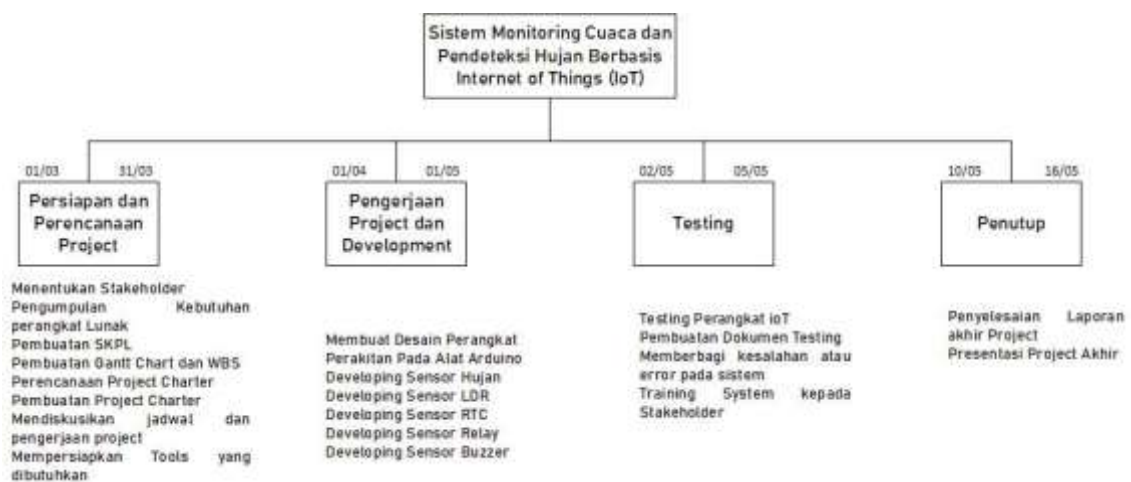 Sistem Monitoring Cuaca dan
Pendeteksi Hujan Berbasis
Internet of Things (IoT)
01/03 31/03
Persiapan dan
Perencanaan
Project
Menentukan Stakeholder
Pengumpulan Kebutuhan
perangkat Lunak
Pembuatan SKPL
Pembuatan Gantt Chart dan WBS
Perencanaan Project Charter
Pembuatan Project Charter
Mendiskusikan jadwal dan
pengerjaan project
Mempersiapkan Tools yang
dibutuhkan
01/04 01/05
Pengerjaan
Project dan
Development
Membuat Desain Perangkat
Perakitan Pada Alat Arduino
Developing Sensor Hujan
Developing Sensor LDR
Developing Sensor RTC
Developing Sensor Relay
Developing Sensor Buzzer
02/05 05/05
Testing
Testing Perangkat ioT
Pembuatan Dokumen Testing
Memberbagi kesalahan atau
error pada sistem
Training System kepada
Stakeholder
10/05 16/05
Penutup
Penyelesaian Laporan
akhir Project
Presentasi Project Akhir